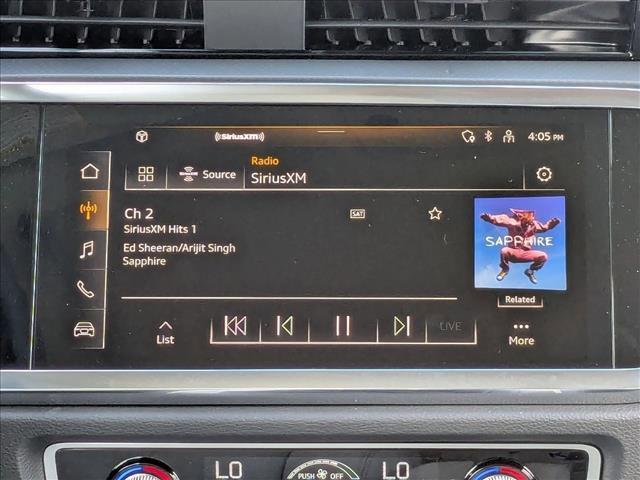 ((SiriusXM))
4:05 PM
Radio
Source
SiriusXM
Ch 2
SAT
SiriusXM Hits 1
Ed Sheeran/Arijit Singh
Sapphire
SAPPHIRE
Related
LIVE
List
More
LO
PUSH OFF
LO